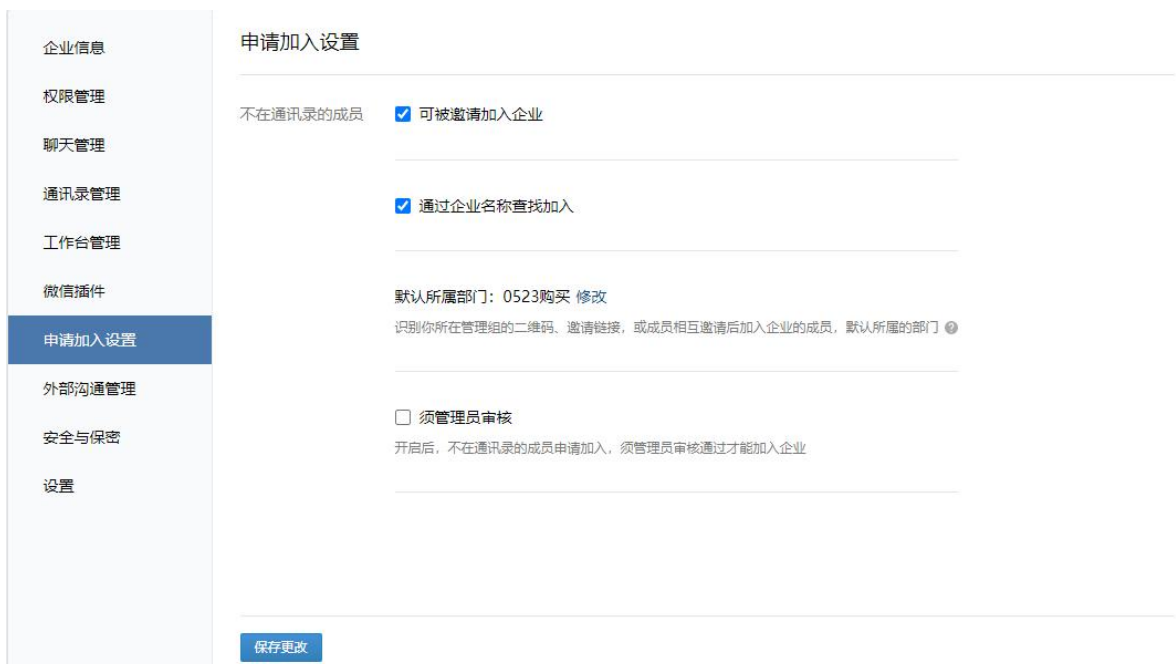 企业信息
权限管理
聊天管理
通讯录管理
工作台管理
微信插件
申请加入设置
外部沟通管理
安全与保密
设置
申请加入设置
不在通讯录的成员 可被邀请加入企业
通过企业名称查找加入
默认所属部门：0523购买 修改
识别你所在管理组的二维码、邀请链接，或成员相互邀请后加入企业的成员，默认所属的部门 ?
须管理员审核
开启后，不在通讯录的成员申请加入，须管理员审核通过才能加入企业
保存更改